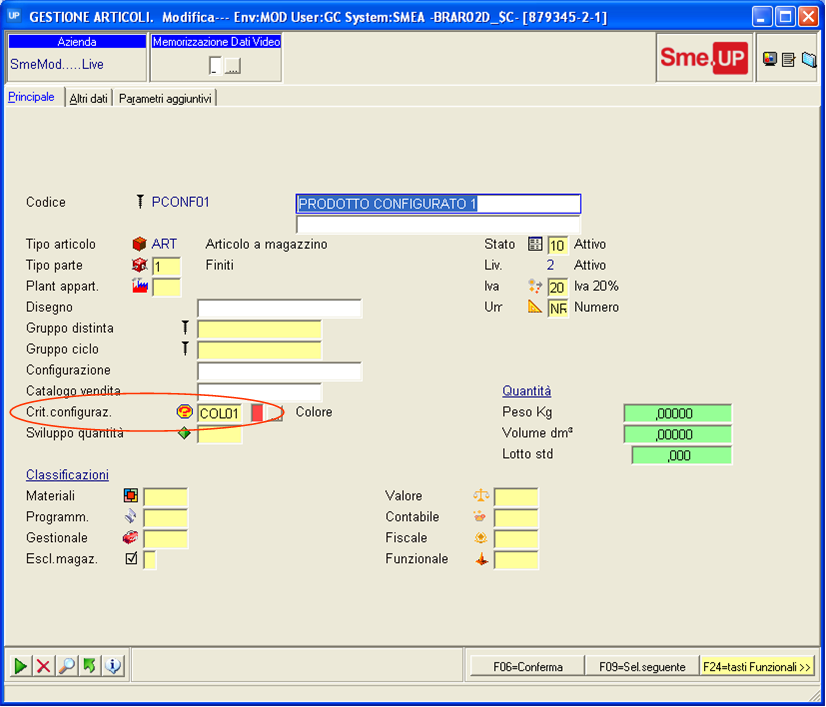 UP GESTIONE ARTICOLI. Modifica--- Env:MOD User:GC System:SMEA -BRAR02D_$C- [879345-2-1]
Azienda Memorizzazione Dati Video
SmeMod.....Live _ ... Sme.UP
Principale Altri dati Parametri aggiuntivi
Codice PCONF01 PRODOTTO CONFIGURATO 1
Tipo articolo ART Articolo a magazzino Stato 10 Attivo
Tipo parte 1 Finiti Liv. 2 Attivo
Plant appart. Iva 20 Iva 20%
Disegno Um NR Numero
Gruppo distinta
Gruppo ciclo
Configurazione
Catalogo vendita Quantità
Crit.configuraz. COL01 Colore Peso Kg ,00000
Sviluppo quantità Volume dm³ ,00000
Lotto std ,000
Classificazioni
Materiali Valore
Programm. Contabile
Gestionale Fiscale
Escl.magaz. Funzionale
F06=Conferma F09=Sel.seguente F24=tasti Funzionali >>